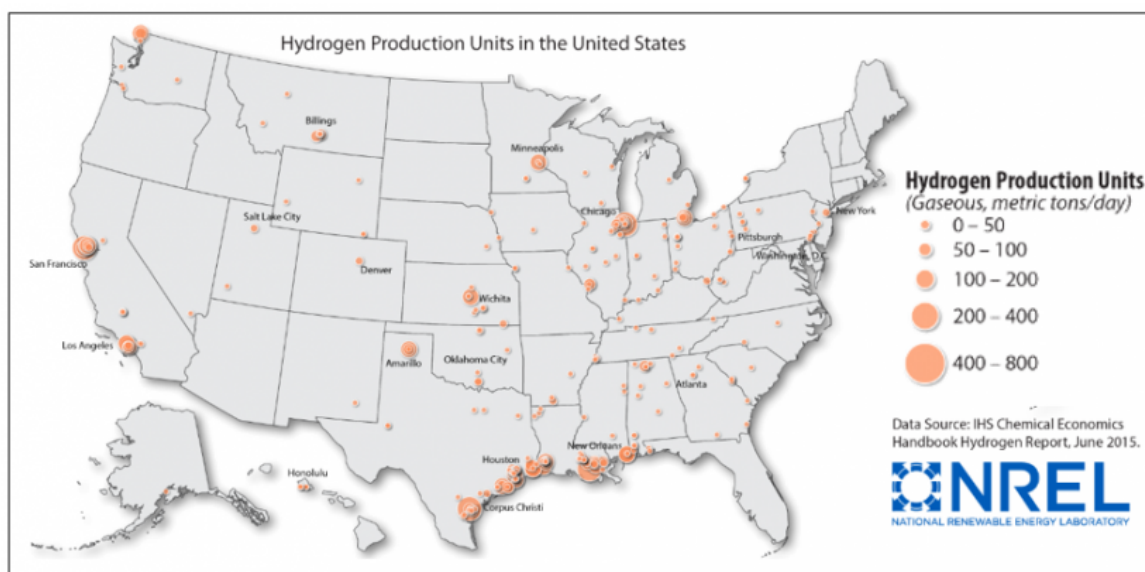 Hydrogen Production Units in the United States
Billings
Minneapolis
Salt Lake City
Chicago
New York
Pittsburgh
Washington, D.C.
San Francisco
Denver
Wichita
Los Angeles
Amarillo
Oklahoma City
Atlanta
New Orleans
Houston
Honolulu
Corpus Christi
Hydrogen Production Units
(Gaseous, metric tons/day)
0 – 50
50 – 100
100 – 200
200 – 400
400 – 800
Data Source: IHS Chemical Economics
Handbook Hydrogen Report, June 2015.
NREL
NATIONAL RENEWABLE ENERGY LABORATORY